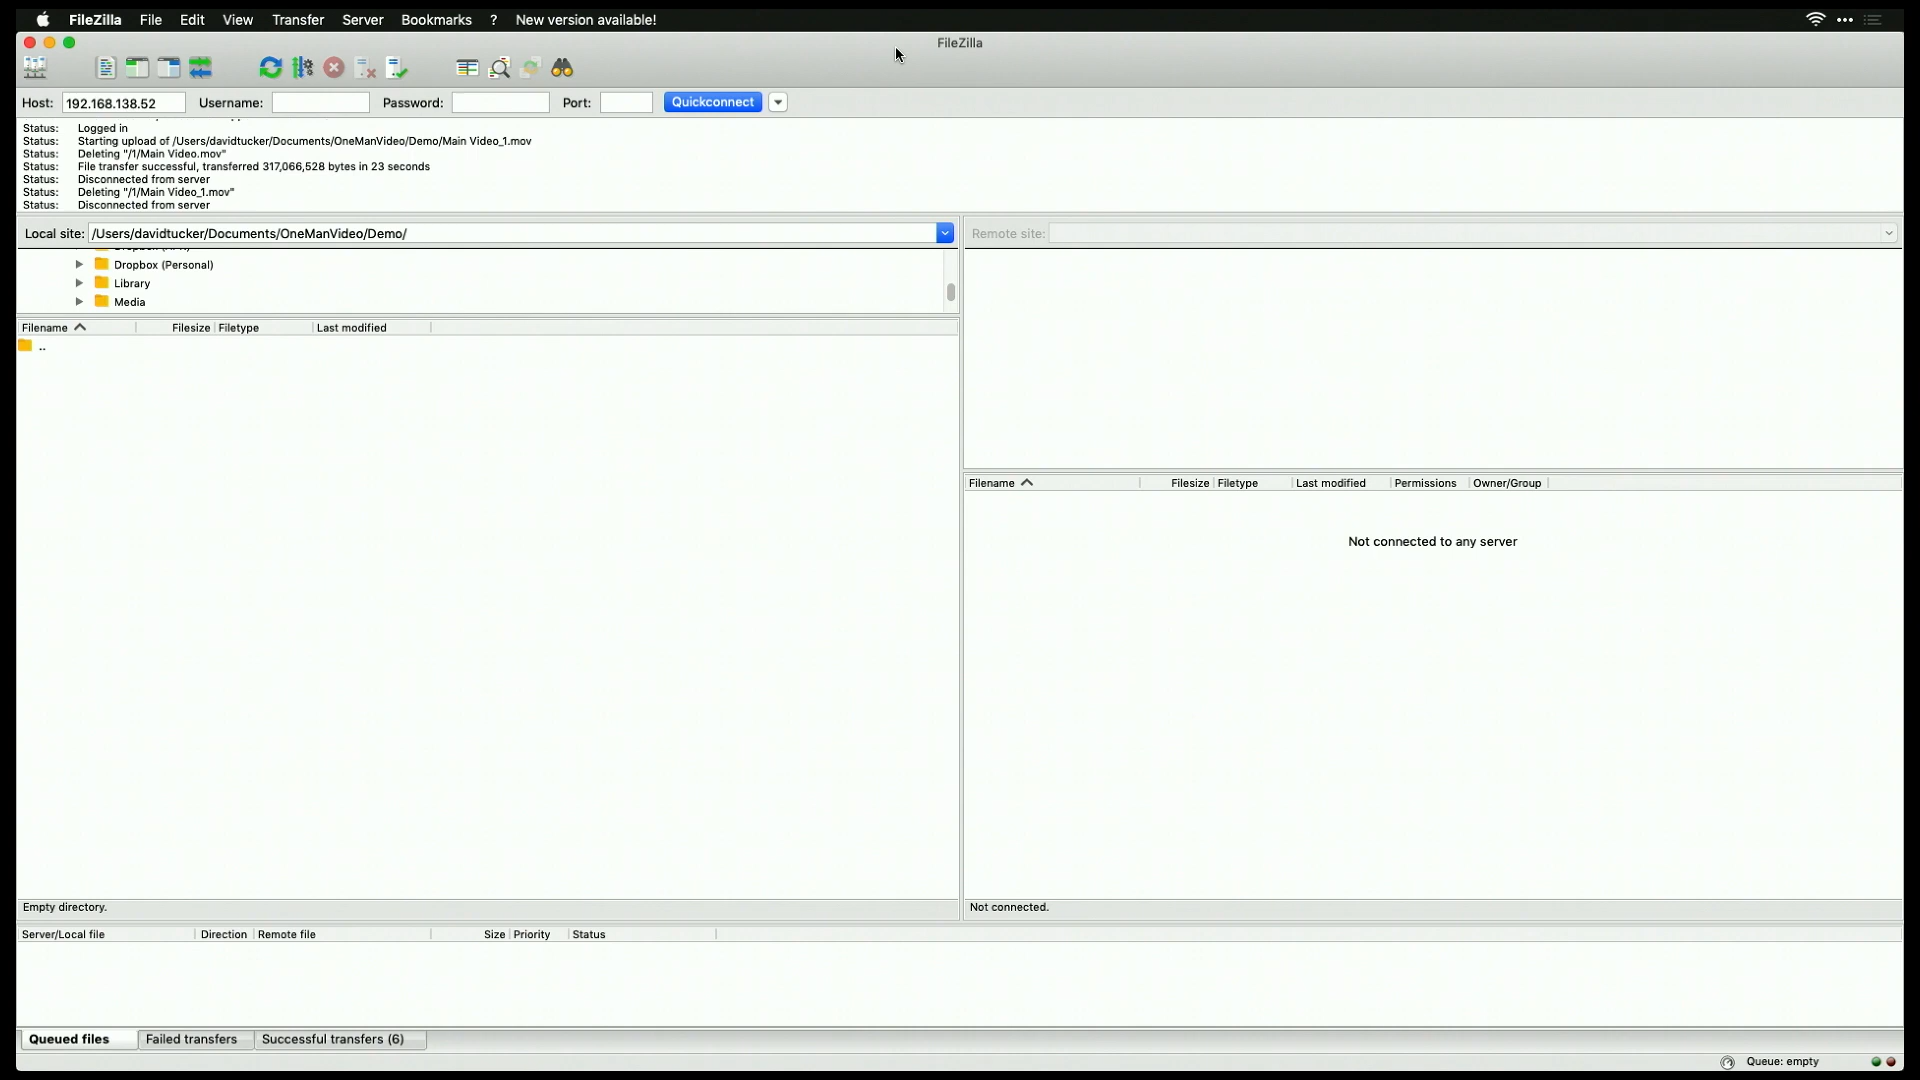 FileZilla File Edit View Transfer Server Bookmarks ? New version available!
FileZilla
Host: 192.168.138.52 Username: Password: Port: Quickconnect
Status: Logged in
Status: Starting upload of /Users/davidtucker/Documents/OneManVideo/Demo/Main Video_1.mov
Status: Deleting "/1/Main Video.mov"
Status: File transfer successful, transferred 317,066,528 bytes in 23 seconds
Status: Disconnected from server
Status: Deleting "/1/Main Video_1.mov"
Status: Disconnected from server
Local site: /Users/davidtucker/Documents/OneManVideo/Demo/
Remote site:
Dropbox (Personal)
Library
Media
Filename Filesize Filetype Last modified
..
Filename Filesize Filetype Last modified Permissions Owner/Group
Not connected to any server
Empty directory.
Not connected.
Server/Local file Direction Remote file Size Priority Status
Queued files Failed transfers Successful transfers (6)
Queue: empty